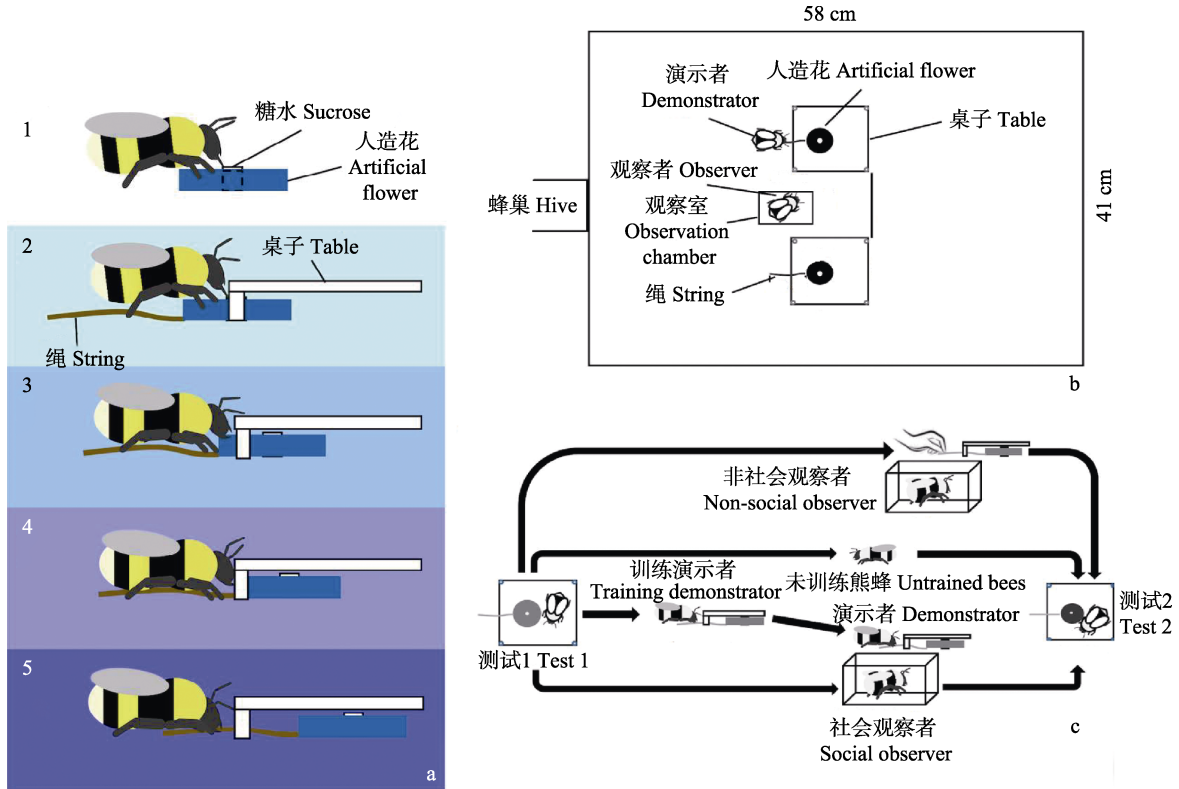 1
糖水 Sucrose
人造花
Artificial
flower
2
桌子 Table
绳 String
3
4
5
a
58 cm
41 cm
演示者
Demonstrator
人造花 Artificial flower
桌子 Table
观察者 Observer
蜂巢 Hive
观察室
Observation
chamber
绳 String
b
非社会观察者
Non-social observer
训练演示者
Training demonstrator
未训练熊蜂 Untrained bees
演示者 Demonstrator
测试1 Test 1
测试2
Test 2
社会观察者
Social observer
c